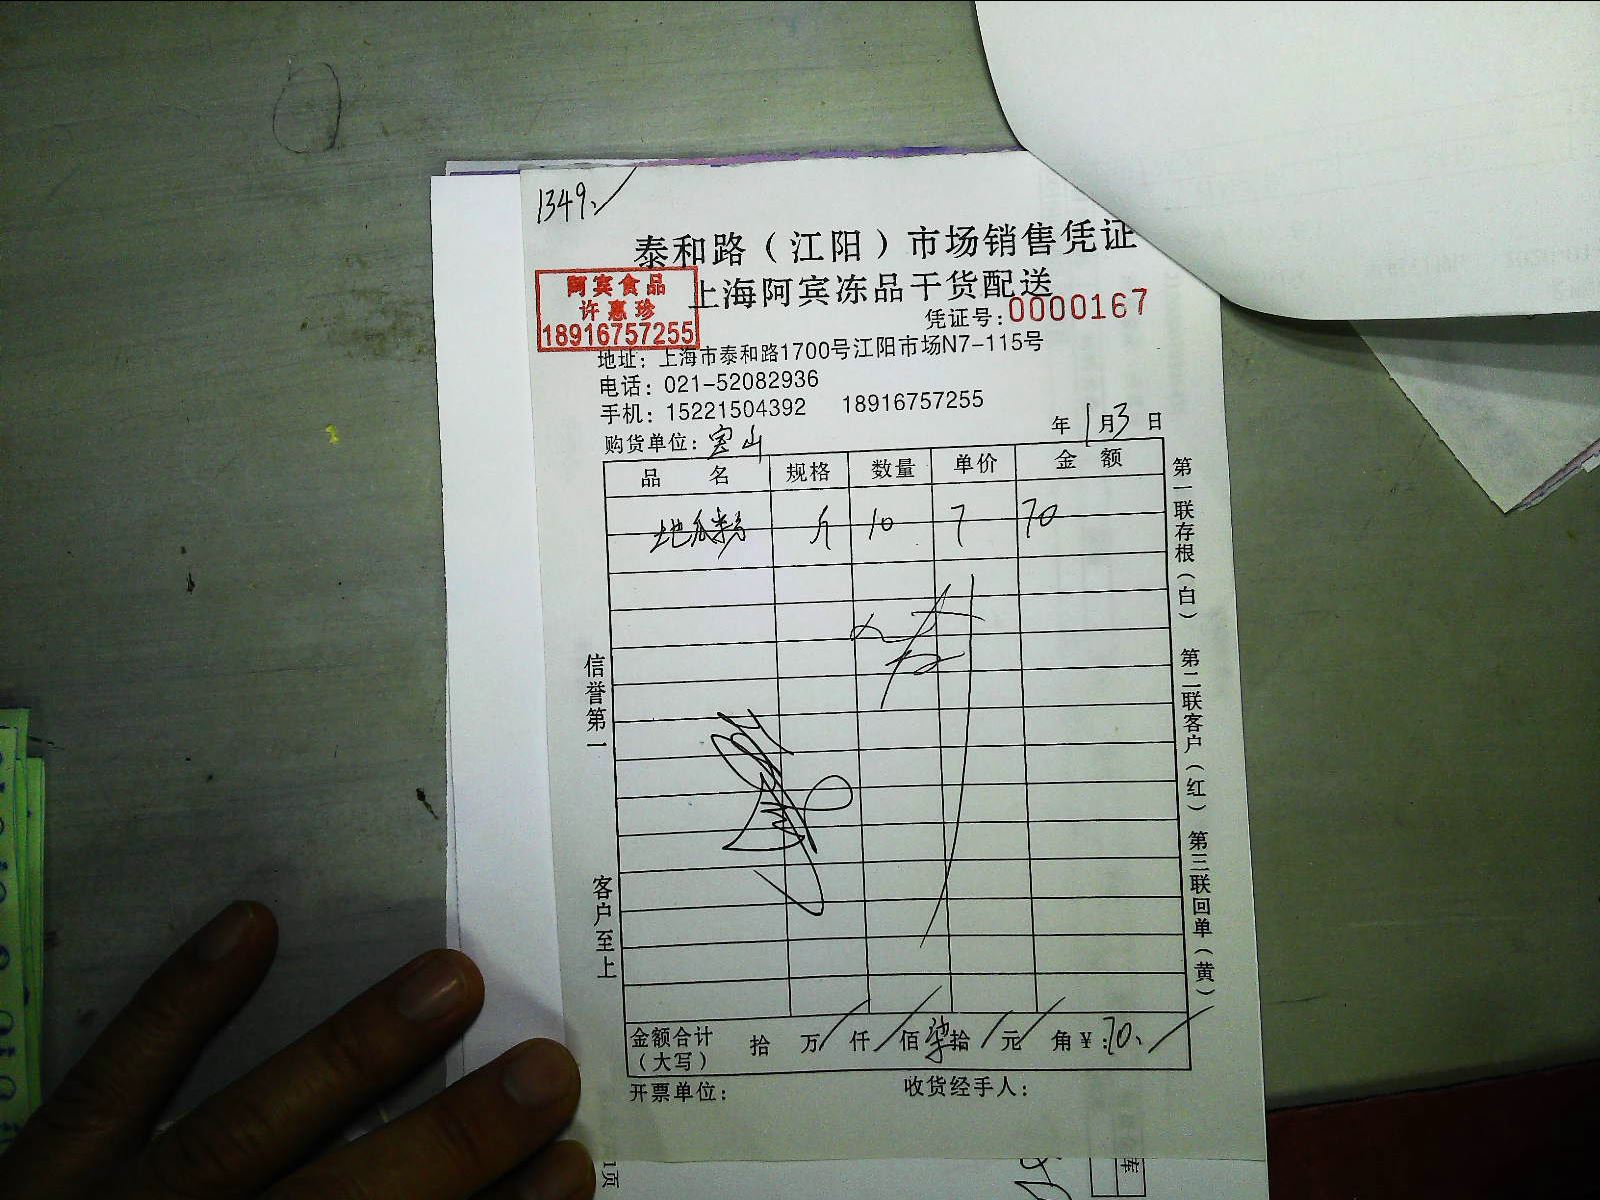 1349、
泰和路（江阳）市场销售凭证
上海阿宾冻品干货配送
阿宾食品
许惠珍
18916757255
凭证号:0000167
地址：上海市泰和路1700号江阳市场N7-115号
电话：021-52082936
手机：15221504392 18916757255
购货单位：宝山 年 1月3日
品 名 规格 数量 单价 金 额
地瓜粉 斤 10 7 70
第一联存根（白） 第二联客户（红） 第三联回单（黄）
信誉第一 客户至上
金额合计（大写） 拾 万 仟 佰 柒拾 元 角￥:70、
开票单位： 收货经手人：
1页
库